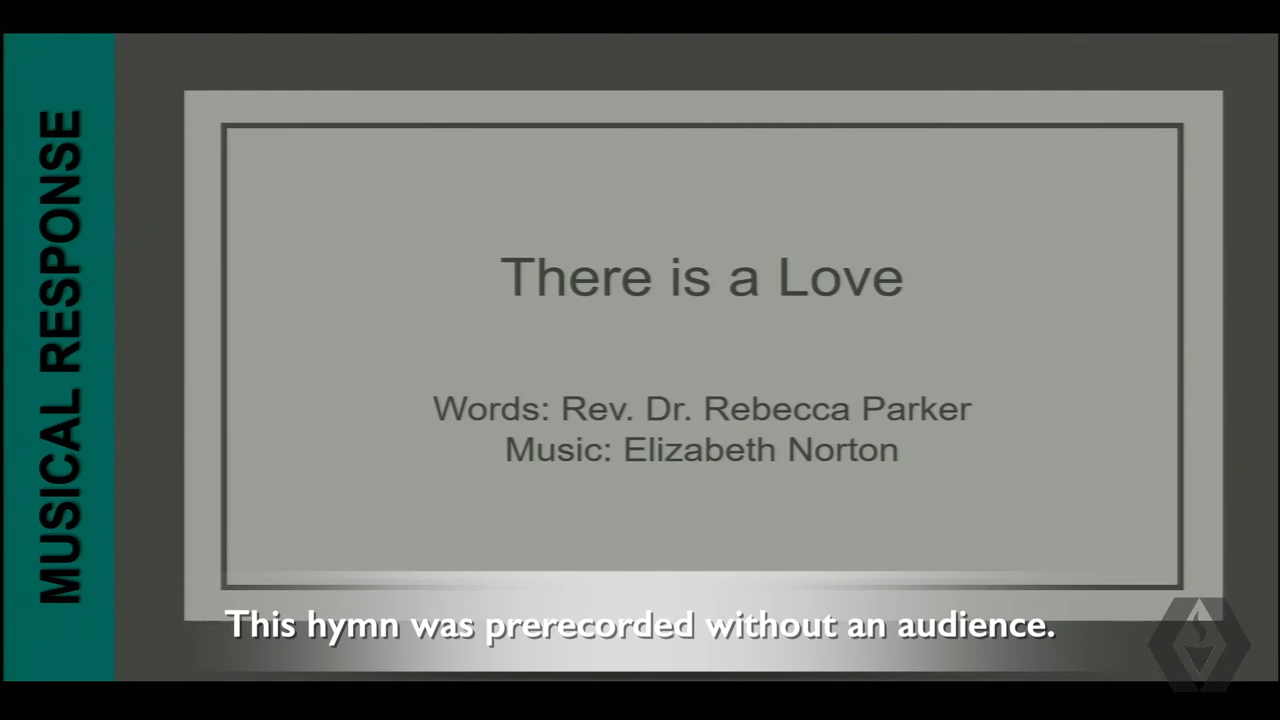 MUSICAL RESPONSE
There is a Love
Words: Rev. Dr. Rebecca Parker
Music: Elizabeth Norton
This hymn was prerecorded without an audience.